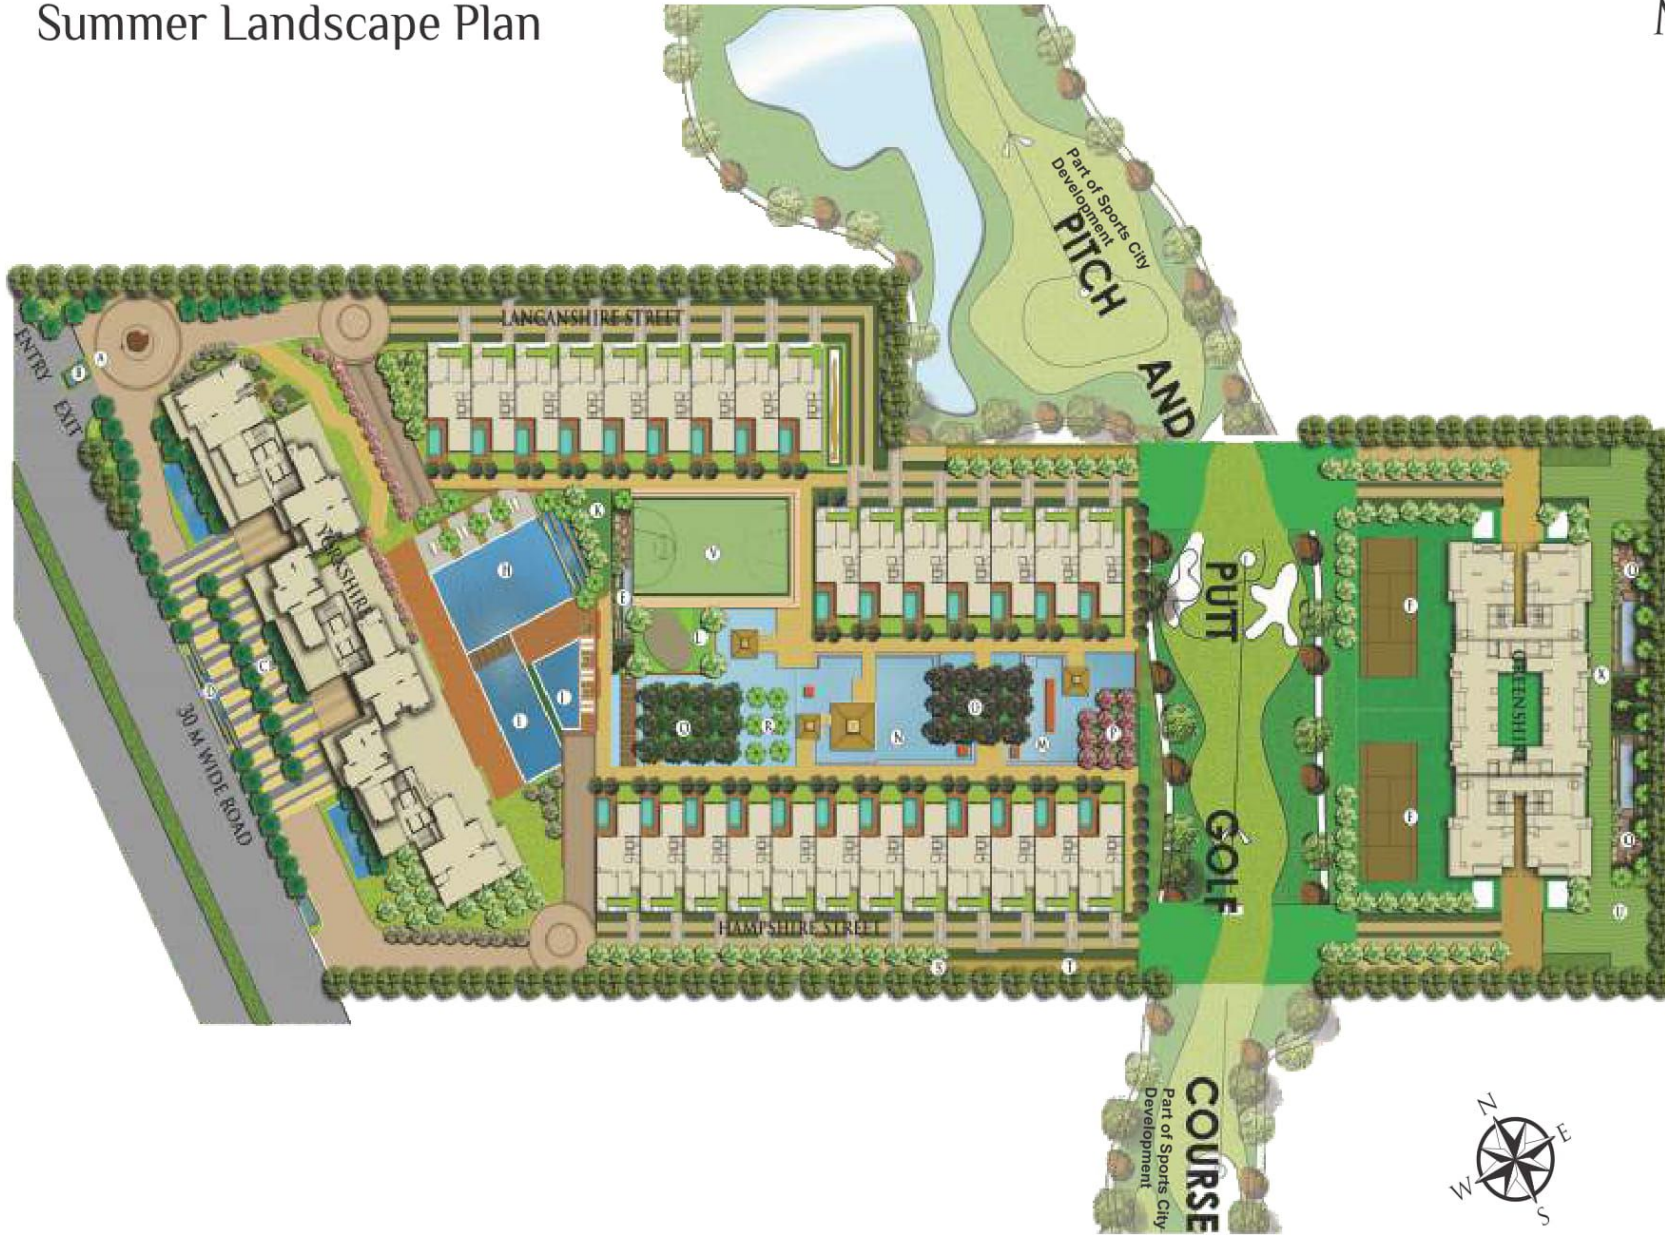 Summer Landscape Plan
Part of Sports City
Development
PITCH
AND
PUTT
GOLF
COURSE
Part of Sports City
Development
LANCANSHIRE STREET
ENTRY
EXIT
A
B
YORKSHIRE
C
D
30 M WIDE ROAD
H
I
K
V
L
Q
R
N
M
P
HAMPSHIRE STREET
S
T
F
F
GREENSHIRE
X
U
N
E
W
S